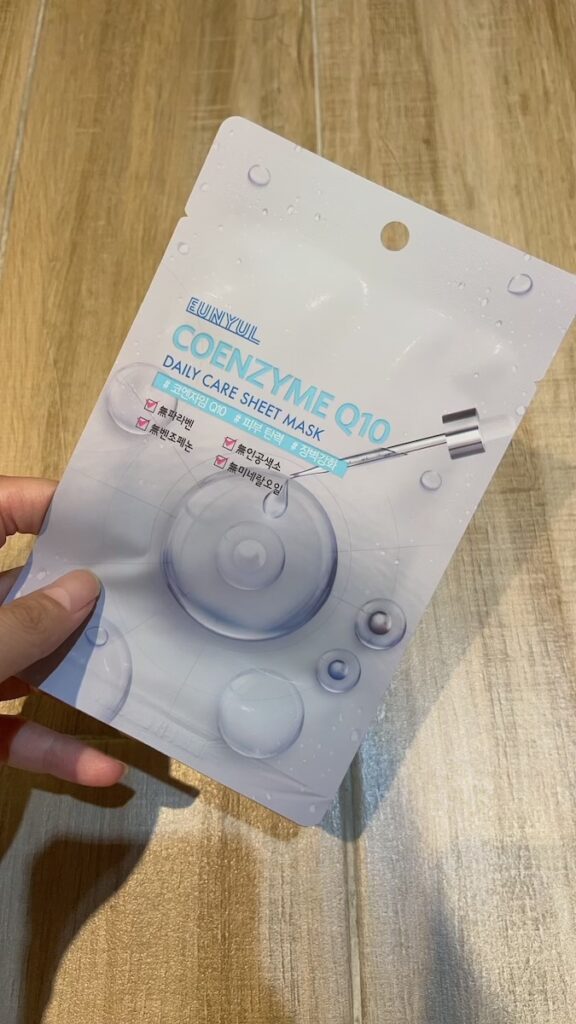 EUNYUL
COENZYME Q10
DAILY CARE SHEET MASK
# 코엔자임 Q10 # 피부 탄력 # 장벽강화
無파라벤
無벤조페논
無인공색소
無미네랄오일